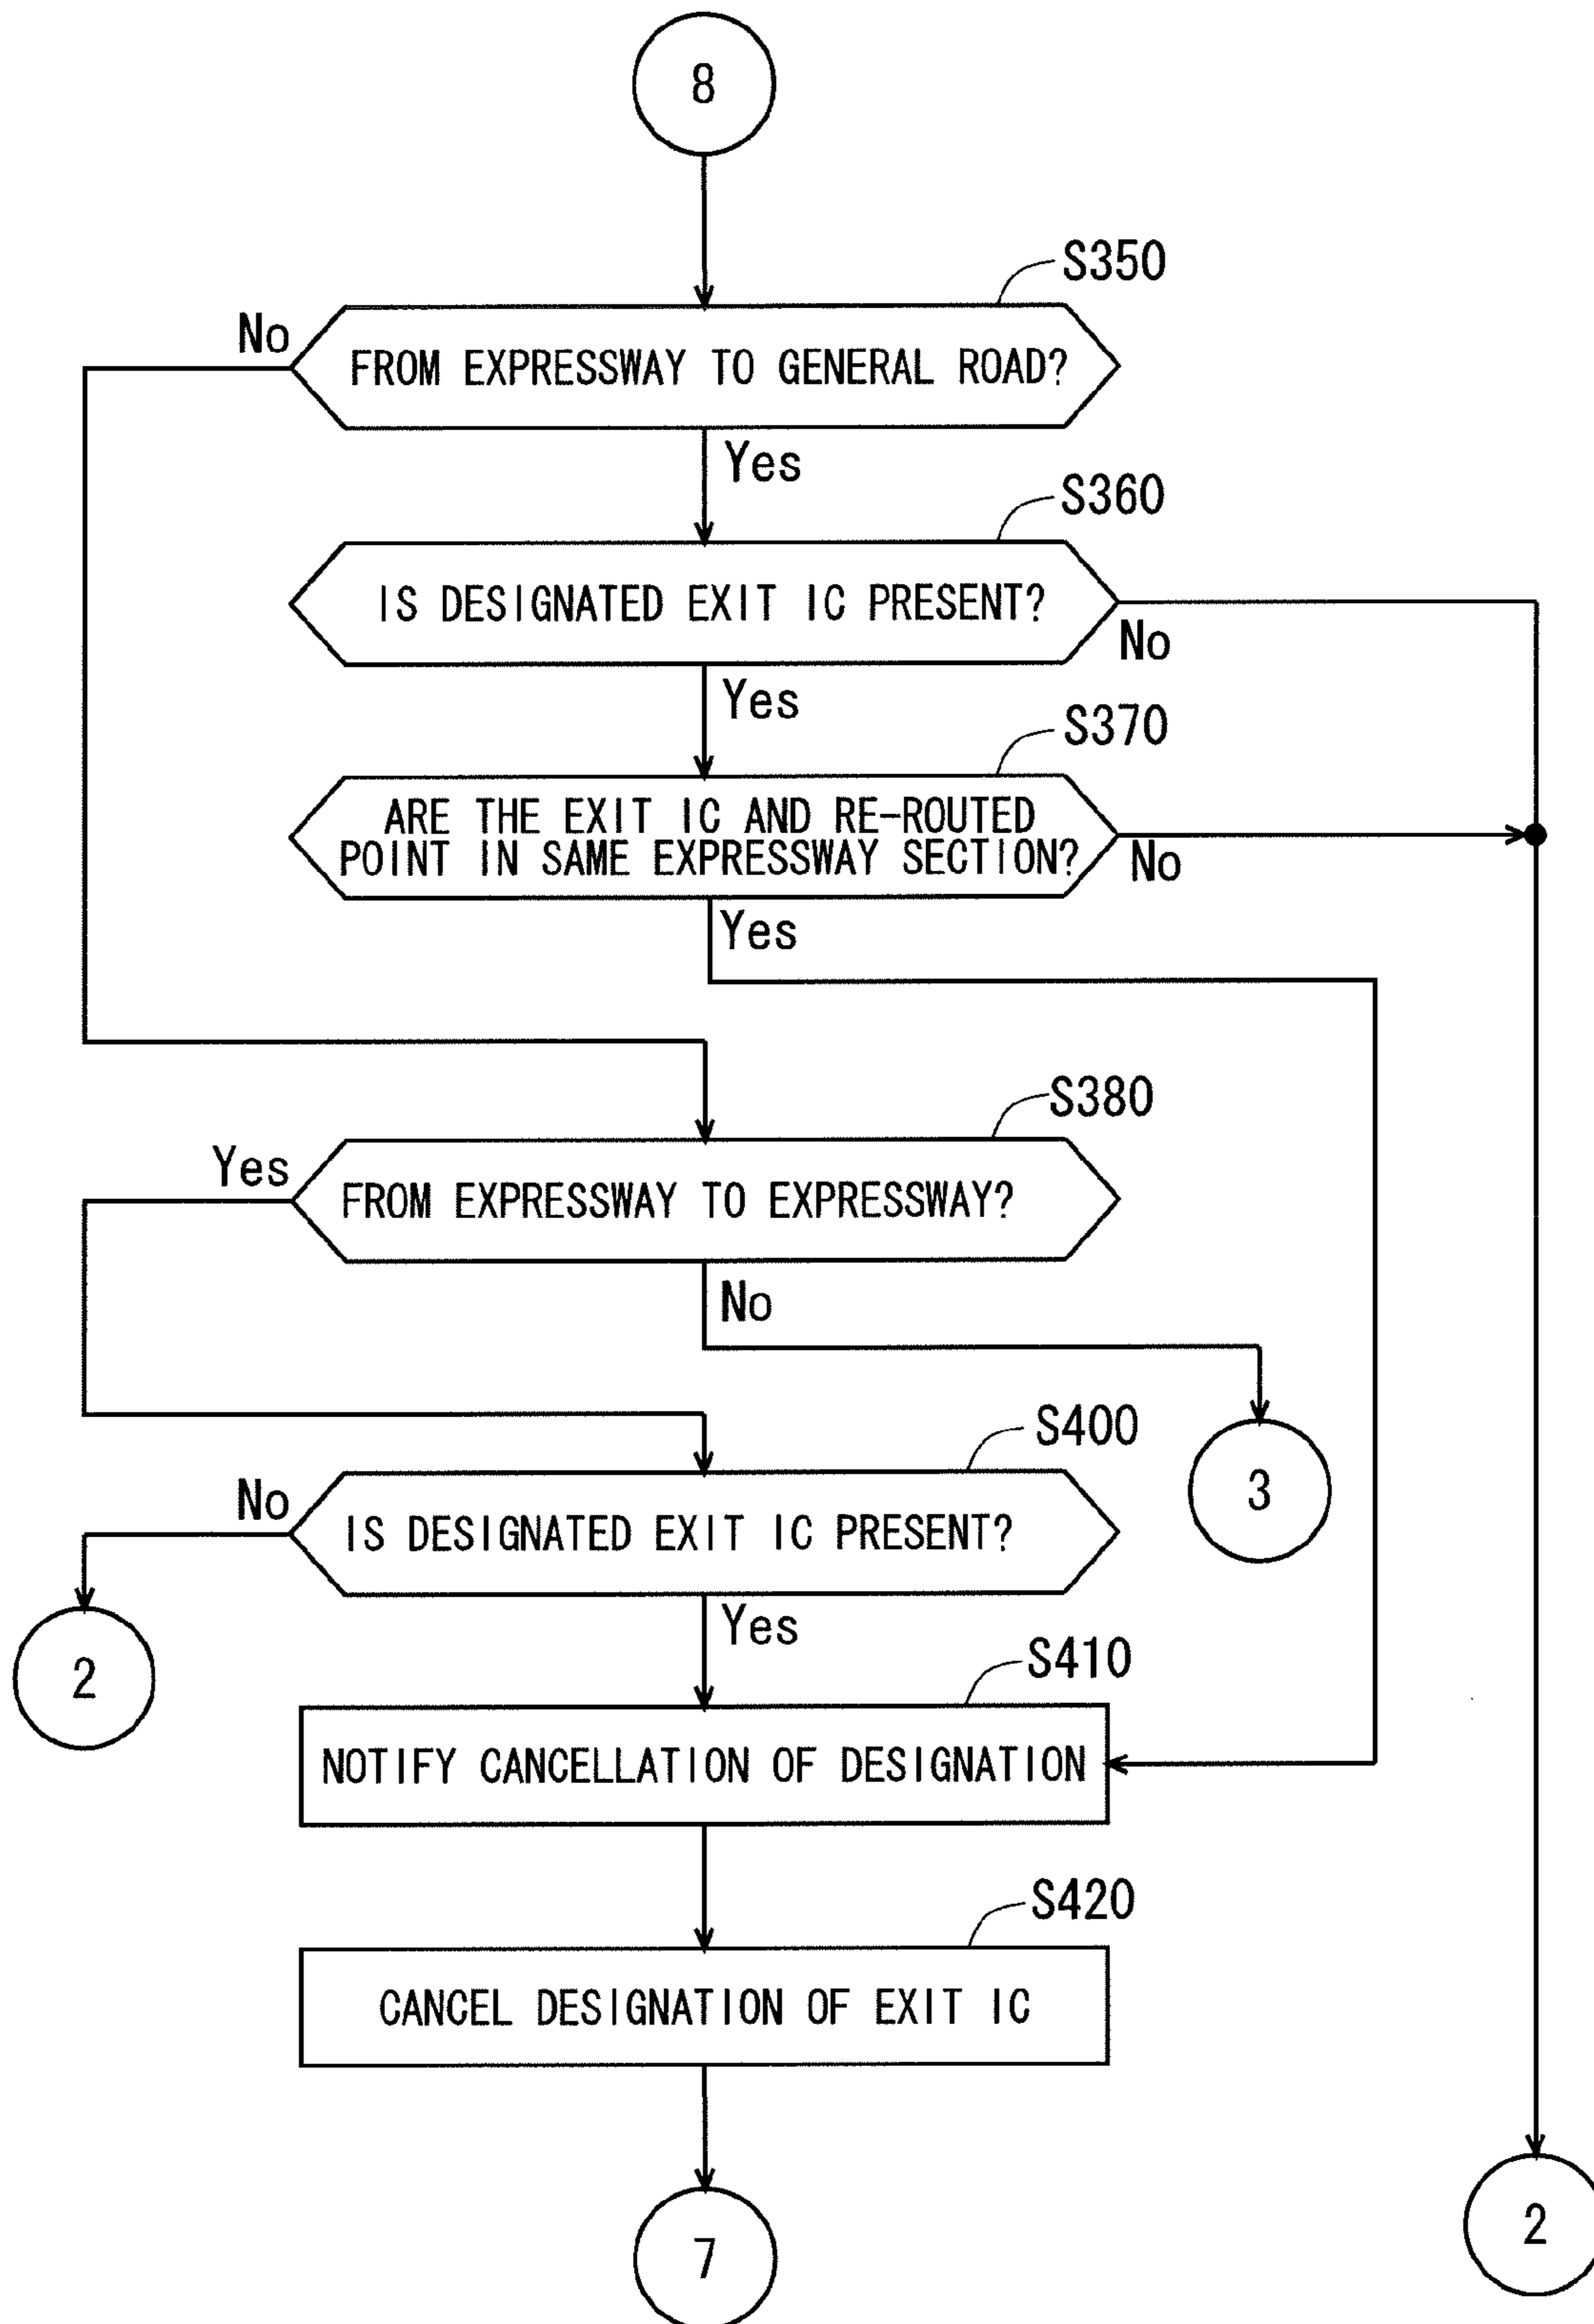 8
S350
No
FROM EXPRESSWAY TO GENERAL ROAD?
Yes
S360
IS DESIGNATED EXIT IC PRESENT?
No
Yes
S370
ARE THE EXIT IC AND RE-ROUTED
POINT IN SAME EXPRESSWAY SECTION?
No
Yes
S380
Yes
FROM EXPRESSWAY TO EXPRESSWAY?
No
S400
3
No
IS DESIGNATED EXIT IC PRESENT?
Yes
2
S410
NOTIFY CANCELLATION OF DESIGNATION
S420
CANCEL DESIGNATION OF EXIT IC
2
7